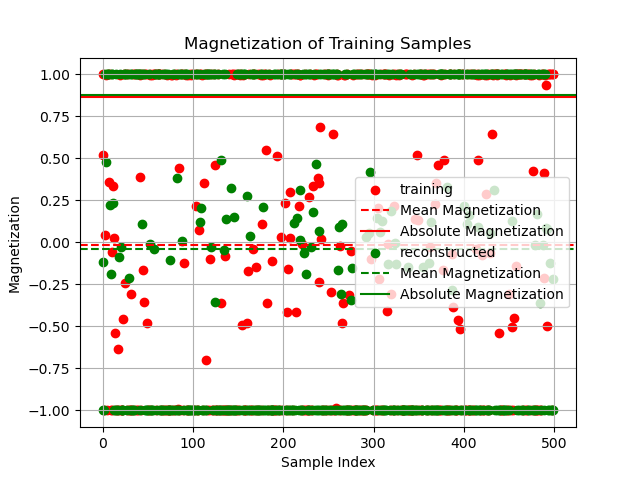 Magnetization of Training Samples
Magnetization
1.00
0.75
0.50
0.25
0.00
−0.25
−0.50
−0.75
−1.00
training
Mean Magnetization
Absolute Magnetization
reconstructed
Mean Magnetization
Absolute Magnetization
0 100 200 300 400 500
Sample Index